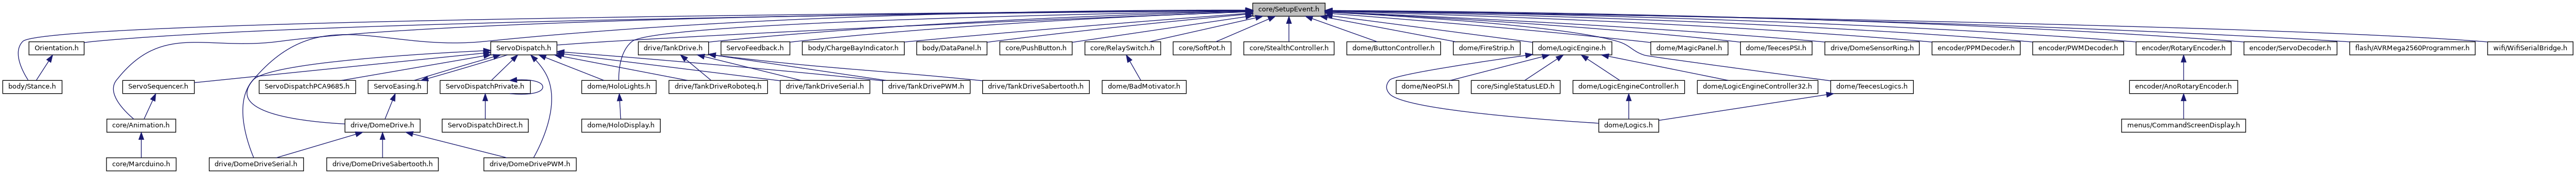 core/SetupEvent.h
Orientation.h
ServoDispatch.h
drive/TankDrive.h
ServoFeedback.h
body/ChargeBayIndicator.h
body/DataPanel.h
core/PushButton.h
core/RelaySwitch.h
core/SoftPot.h
core/StealthController.h
dome/ButtonController.h
dome/FireStrip.h
dome/LogicEngine.h
dome/MagicPanel.h
dome/TeecesPSI.h
drive/DomeSensorRing.h
encoder/PPMDecoder.h
encoder/PWMDecoder.h
encoder/RotaryEncoder.h
encoder/ServoDecoder.h
flash/AVRMega2560Programmer.h
wifi/WifiSerialBridge.h
body/Stance.h
ServoSequencer.h
ServoDispatchPCA9685.h
ServoEasing.h
ServoDispatchPrivate.h
dome/HoloLights.h
drive/TankDriveRoboteq.h
drive/TankDriveSerial.h
drive/TankDrivePWM.h
drive/TankDriveSabertooth.h
dome/BadMotivator.h
dome/NeoPSI.h
core/SingleStatusLED.h
dome/LogicEngineController.h
dome/LogicEngineController32.h
dome/TeecesLogics.h
encoder/AnoRotaryEncoder.h
core/Animation.h
drive/DomeDrive.h
ServoDispatchDirect.h
dome/HoloDisplay.h
dome/Logics.h
menus/CommandScreenDisplay.h
core/Marcduino.h
drive/DomeDriveSerial.h
drive/DomeDriveSabertooth.h
drive/DomeDrivePWM.h